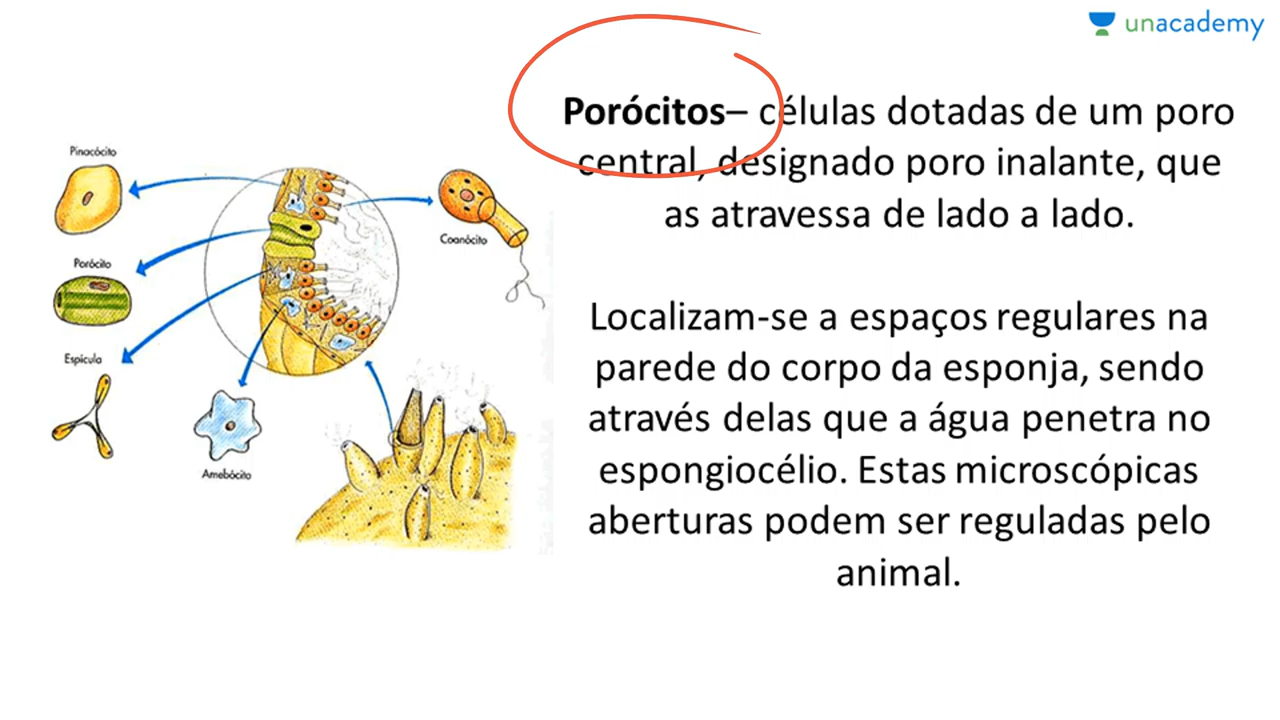 unacademy
Porócitos– células dotadas de um poro
central, designado poro inalante, que
as atravessa de lado a lado.
Localizam-se a espaços regulares na
parede do corpo da esponja, sendo
através delas que a água penetra no
espongiocélio. Estas microscópicas
aberturas podem ser reguladas pelo
animal.
Pinacócito
Porócito
Espícula
Amebócito
Coanócito